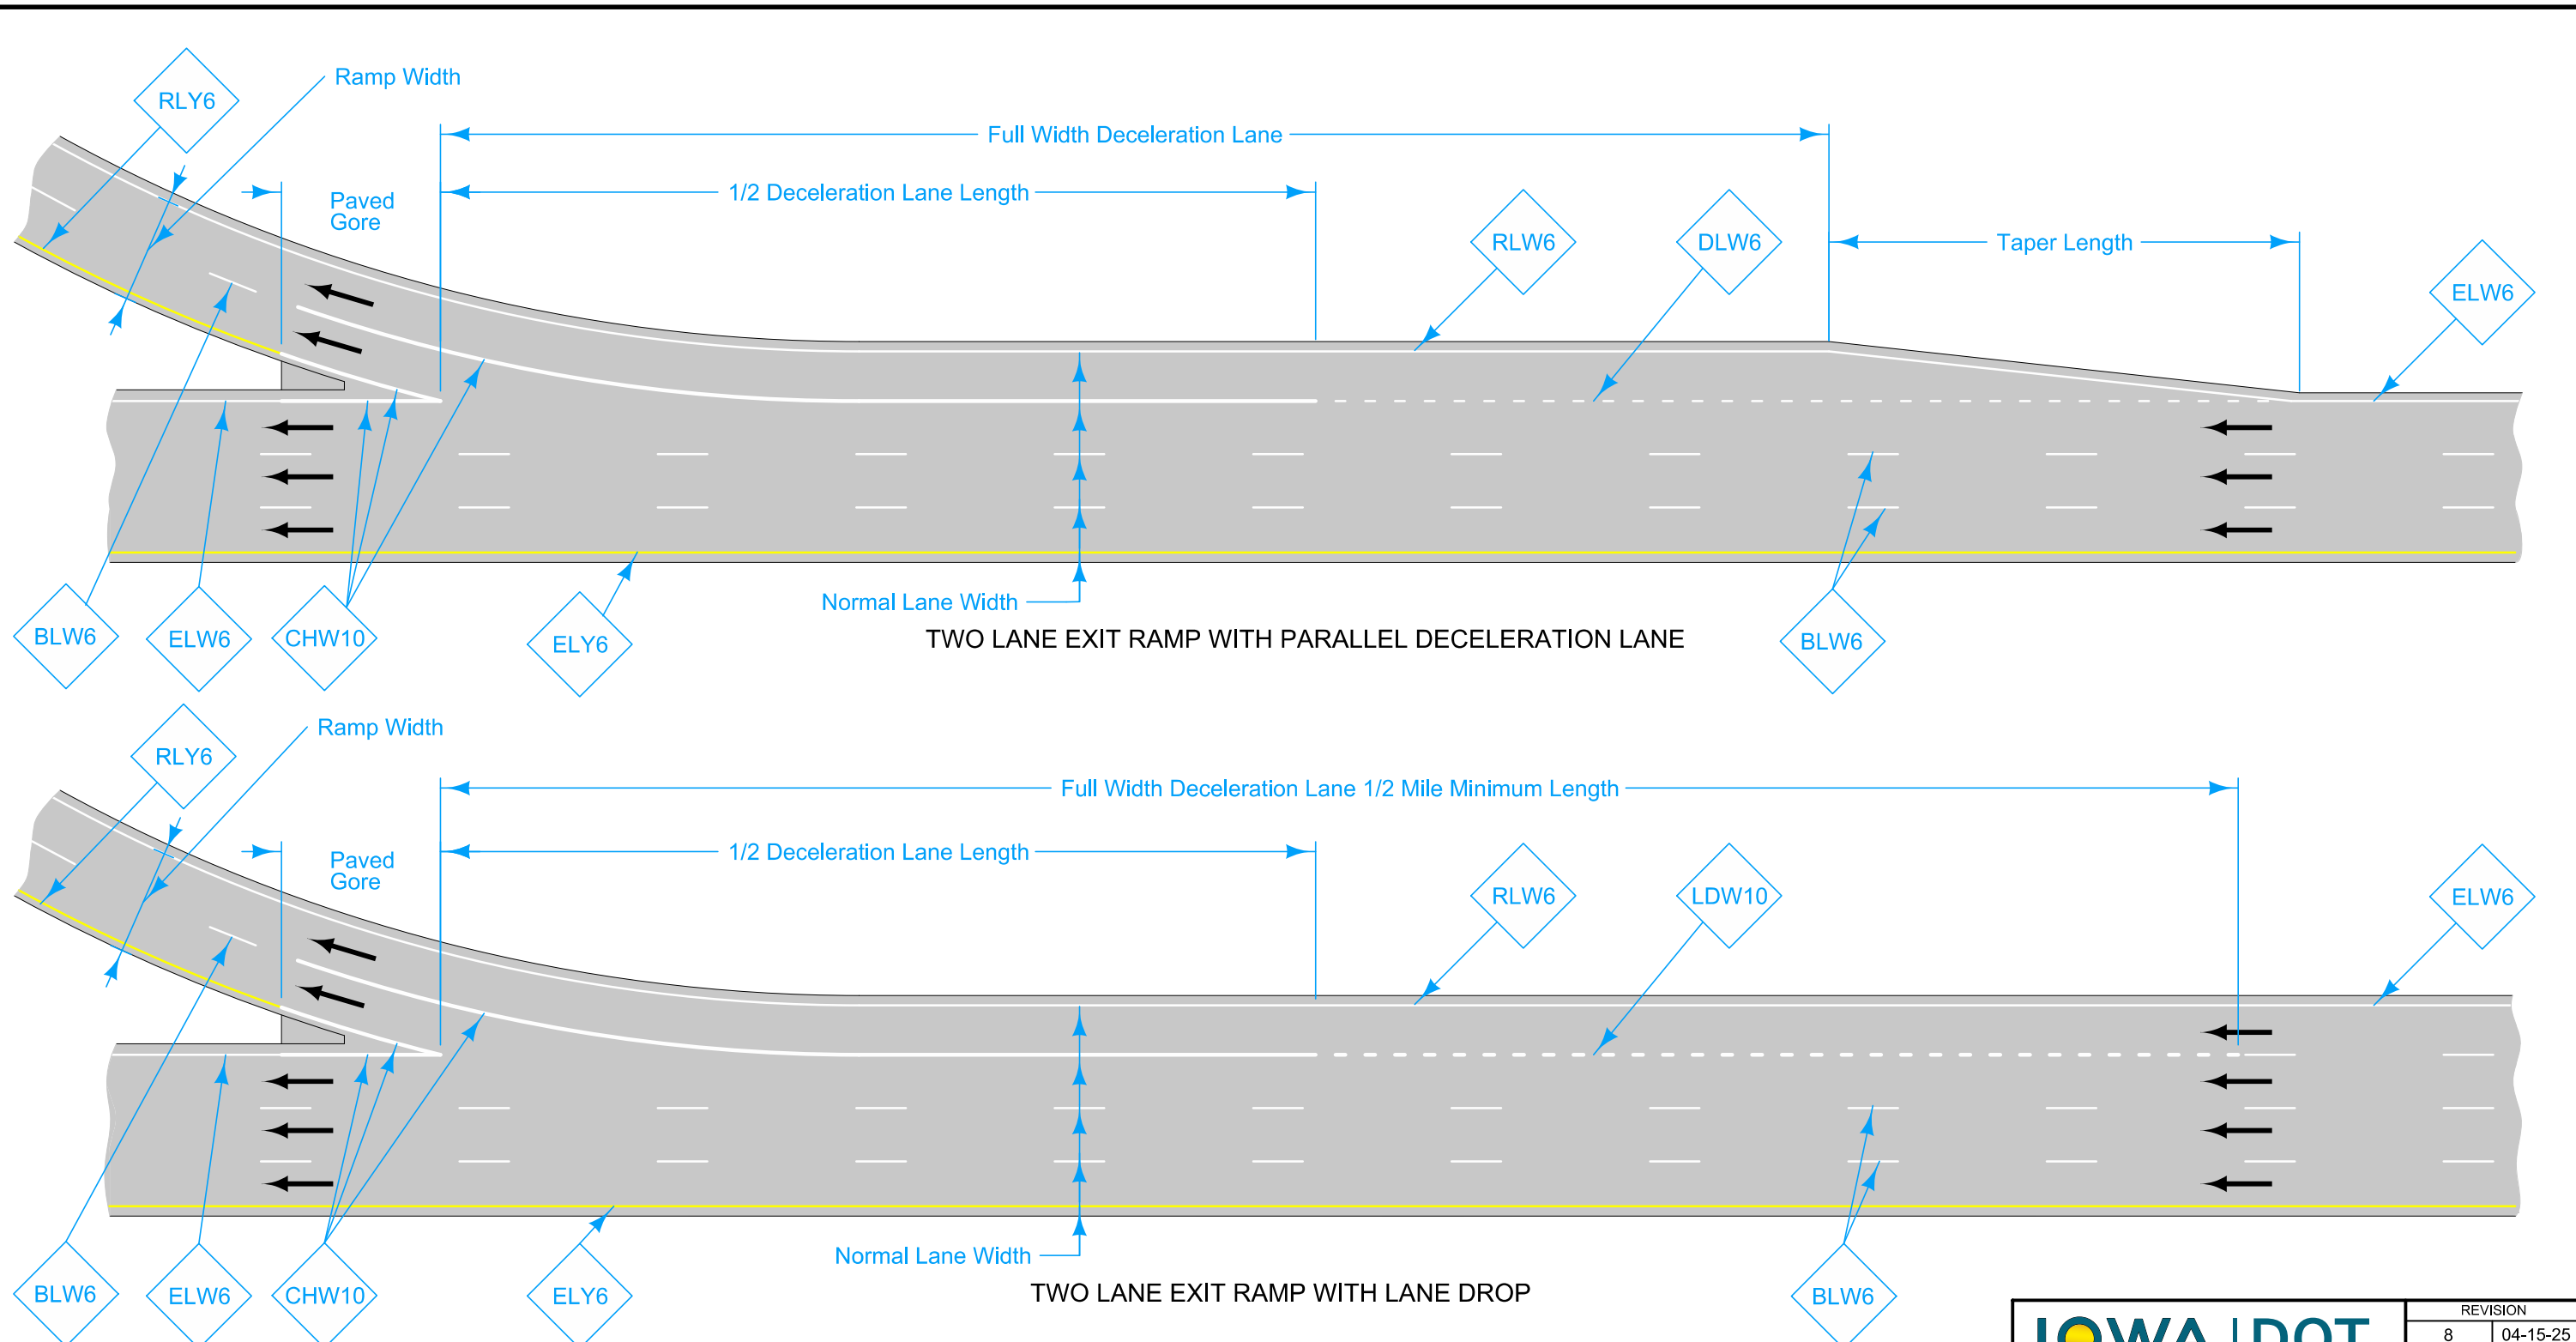 Ramp Width
RLY6
Full Width Deceleration Lane
1/2 Deceleration Lane Length
Paved
Gore
RLW6
DLW6
Taper Length
ELW6
Normal Lane Width
BLW6
ELW6
CHW10
ELY6
TWO LANE EXIT RAMP WITH PARALLEL DECELERATION LANE
BLW6
Ramp Width
RLY6
Full Width Deceleration Lane 1/2 Mile Minimum Length
1/2 Deceleration Lane Length
Paved
Gore
RLW6
LDW10
ELW6
Normal Lane Width
BLW6
ELW6
CHW10
ELY6
TWO LANE EXIT RAMP WITH LANE DROP
BLW6
IOWA | DOT
REVISION
8 04-15-25